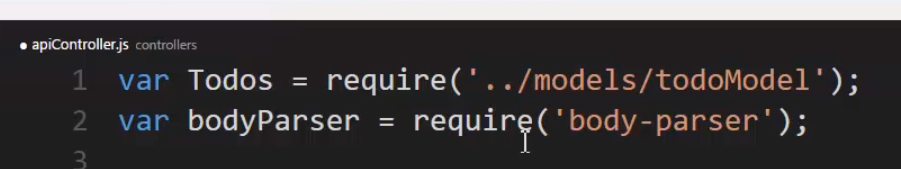 ● apiController.js controllers
1 var Todos = require('../models/todoModel');
2 var bodyParser = require('body-parser');
3